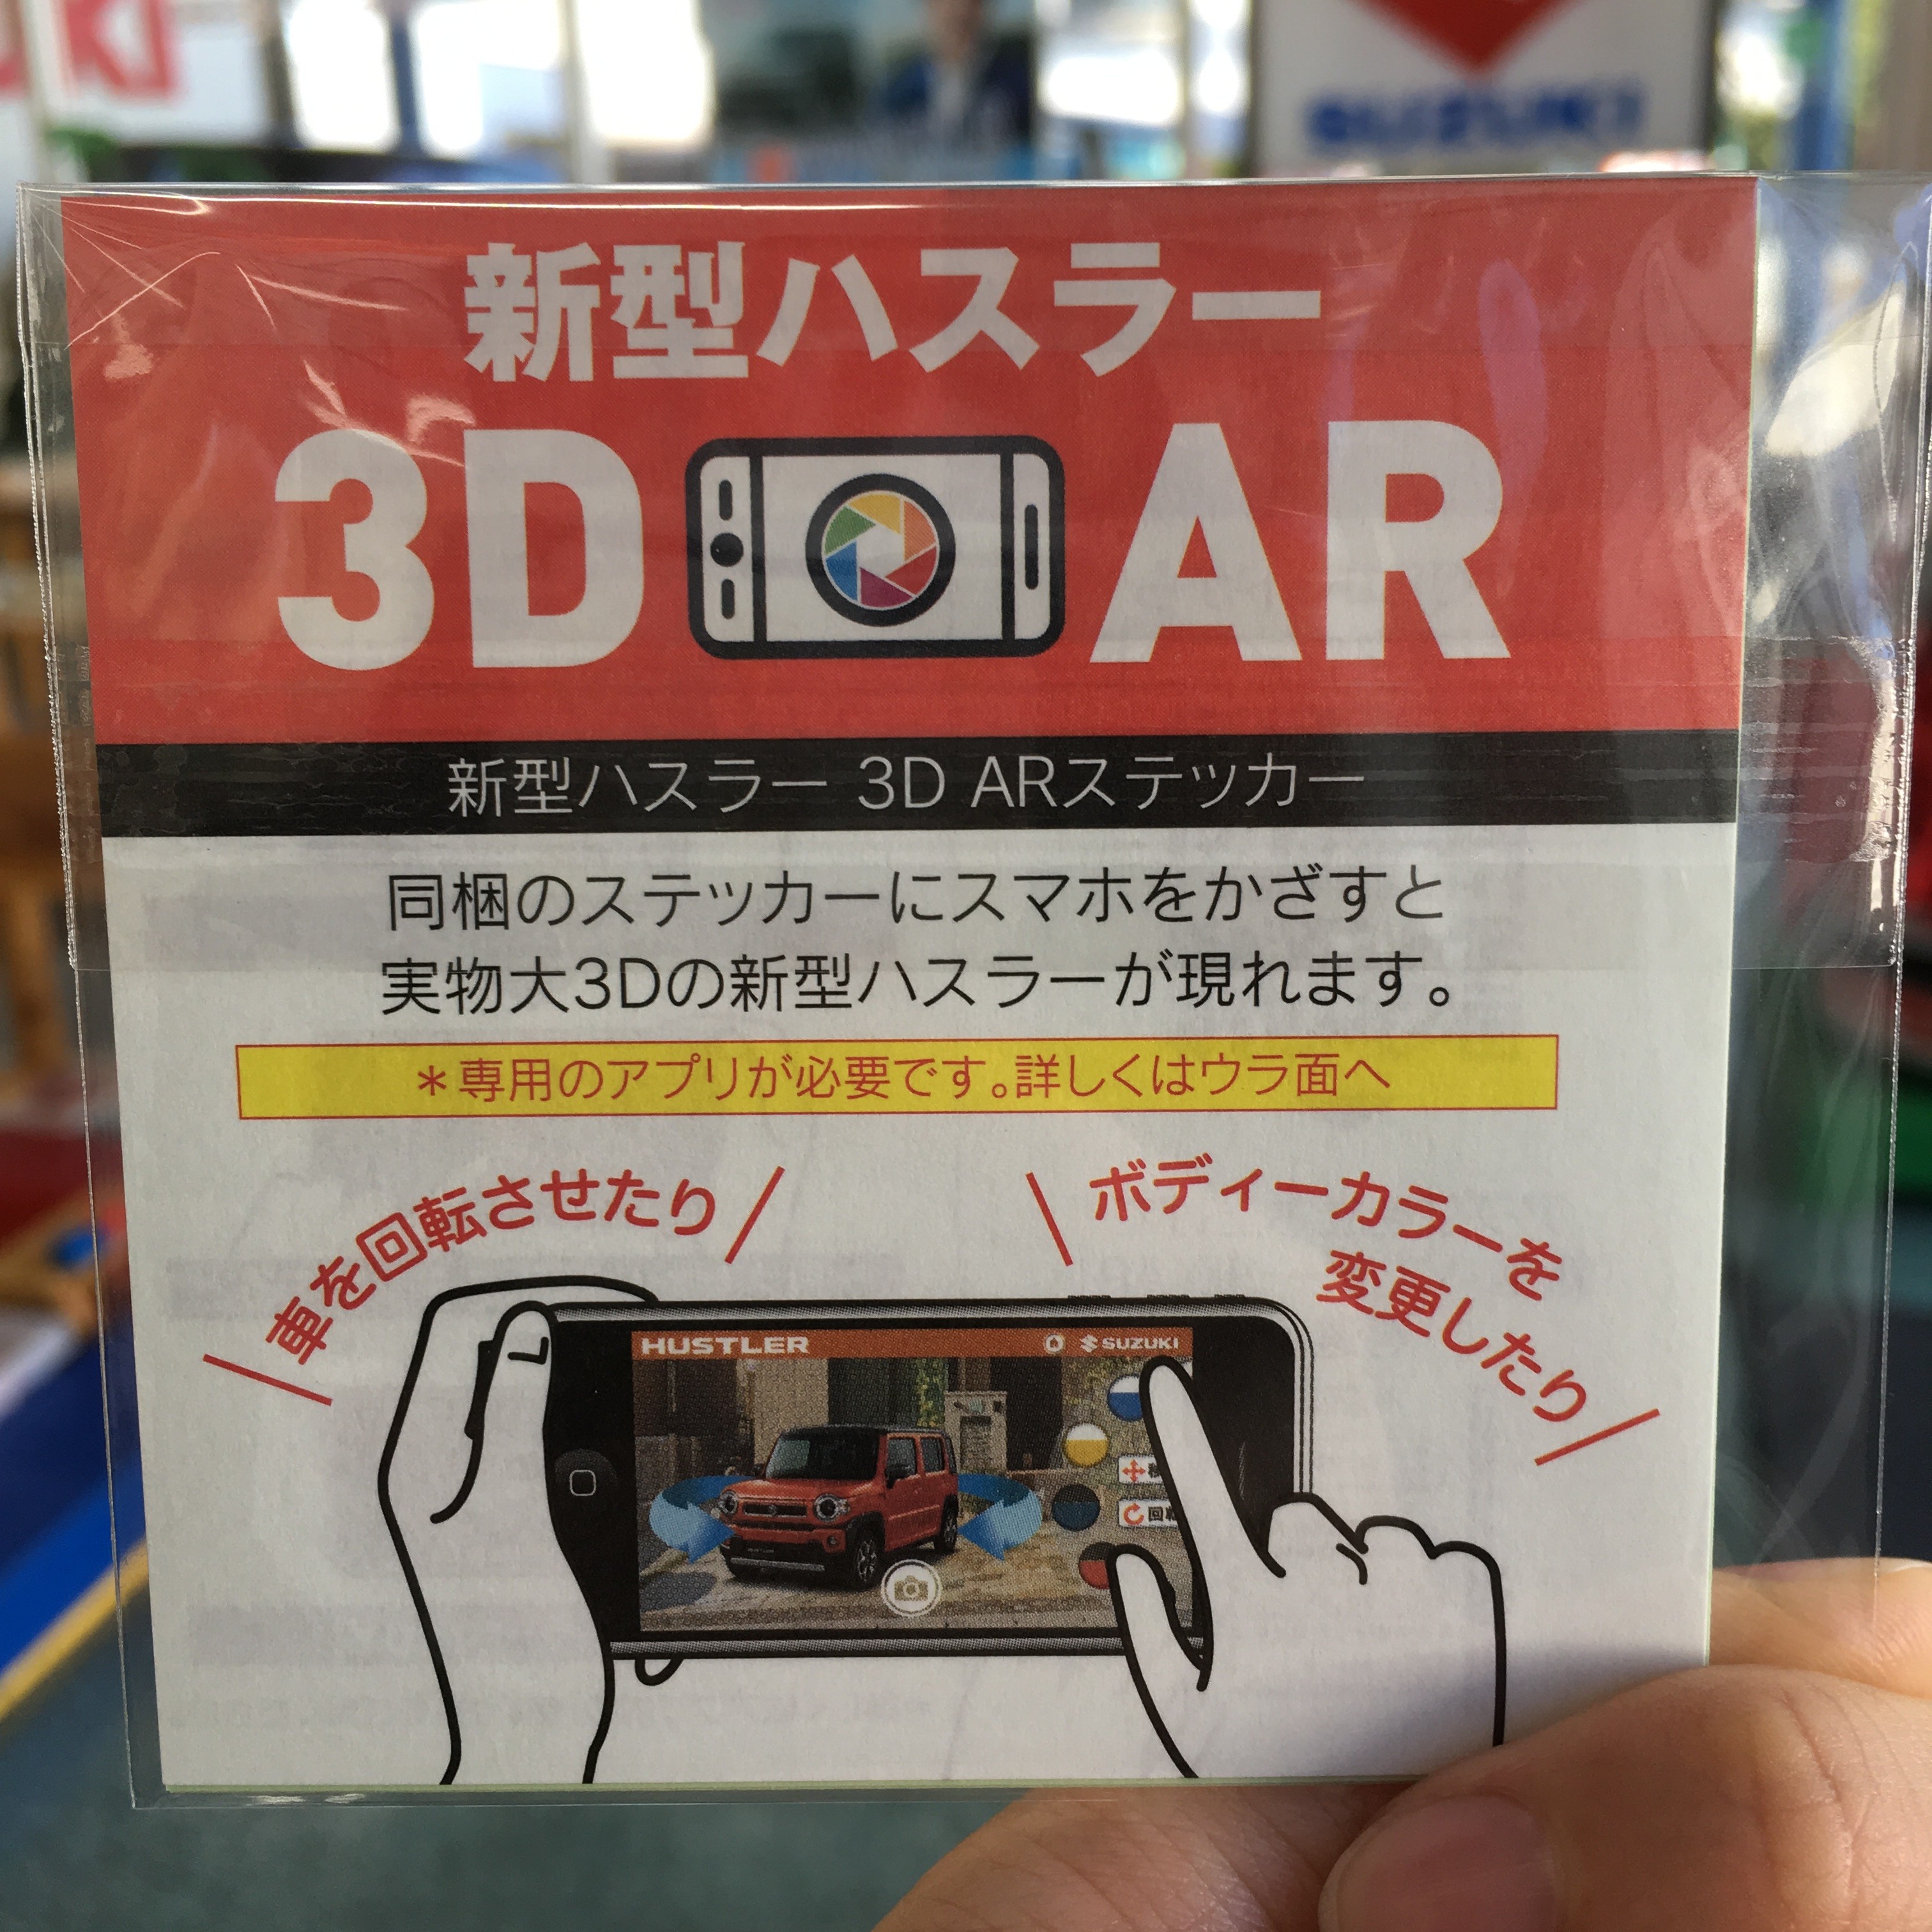 SUZUKI
新型ハスラー
3D AR
新型ハスラー 3D ARステッカー
同梱のステッカーにスマホをかざすと
実物大3Dの新型ハスラーが現れます。
＊専用のアプリが必要です。詳しくはウラ面へ
車を回転させたり
ボディーカラーを
変更したり
HUSTLER
SUZUKI
回転